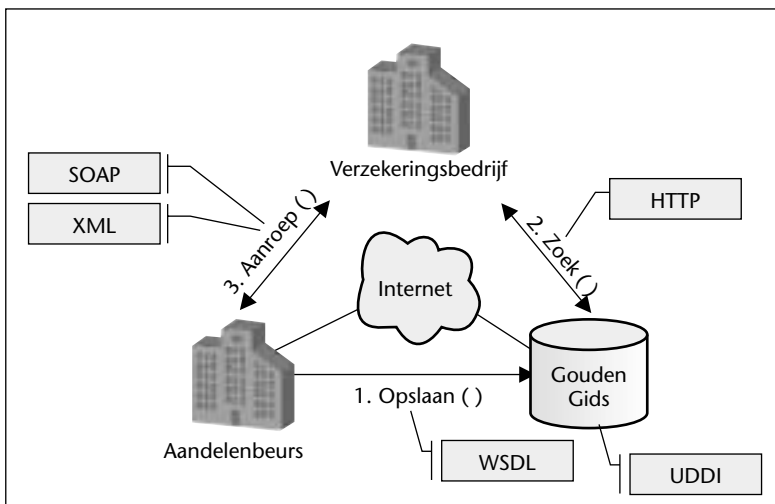 Verzekeringsbedrijf
SOAP
XML
HTTP
3. Aanroep ( )
2. Zoek ( )
Internet
Gouden
Gids
1. Opslaan ( )
Aandelenbeurs
WSDL
UDDI